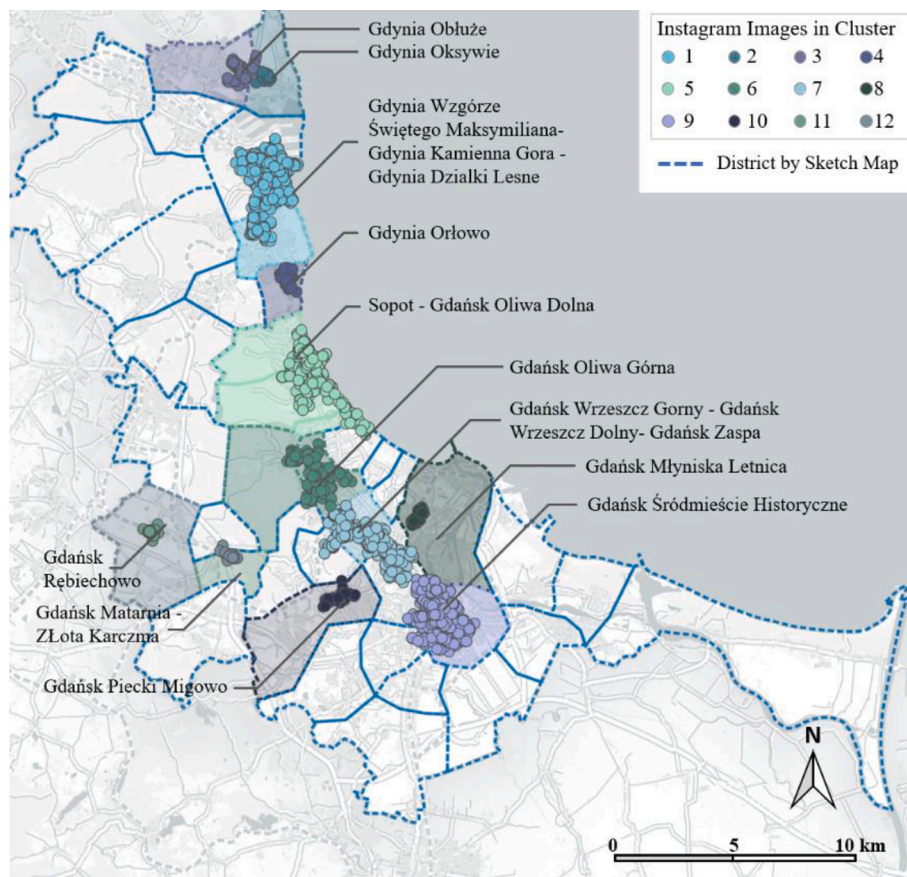 Gdynia Obłuże
Gdynia Oksywie
Gdynia Wzgórze
Świętego Maksymiliana-
Gdynia Kamienna Gora -
Gdynia Działki Lesne
Gdynia Orłowo
Sopot - Gdańsk Oliwa Dolna
Gdańsk Oliwa Górna
Gdańsk Wrzeszcz Gorny - Gdańsk
Wrzeszcz Dolny- Gdańsk Zaspa
Gdańsk Młyniska Letnica
Gdańsk Śródmieście Historyczne
Gdańsk
Rębiechowo
Gdańsk Matarnia -
ZŁota Karczma
Gdańsk Piecki Migowo
Instagram Images in Cluster
1 2 3 4
5 6 7 8
9 10 11 12
District by Sketch Map
N
0 5 10 km